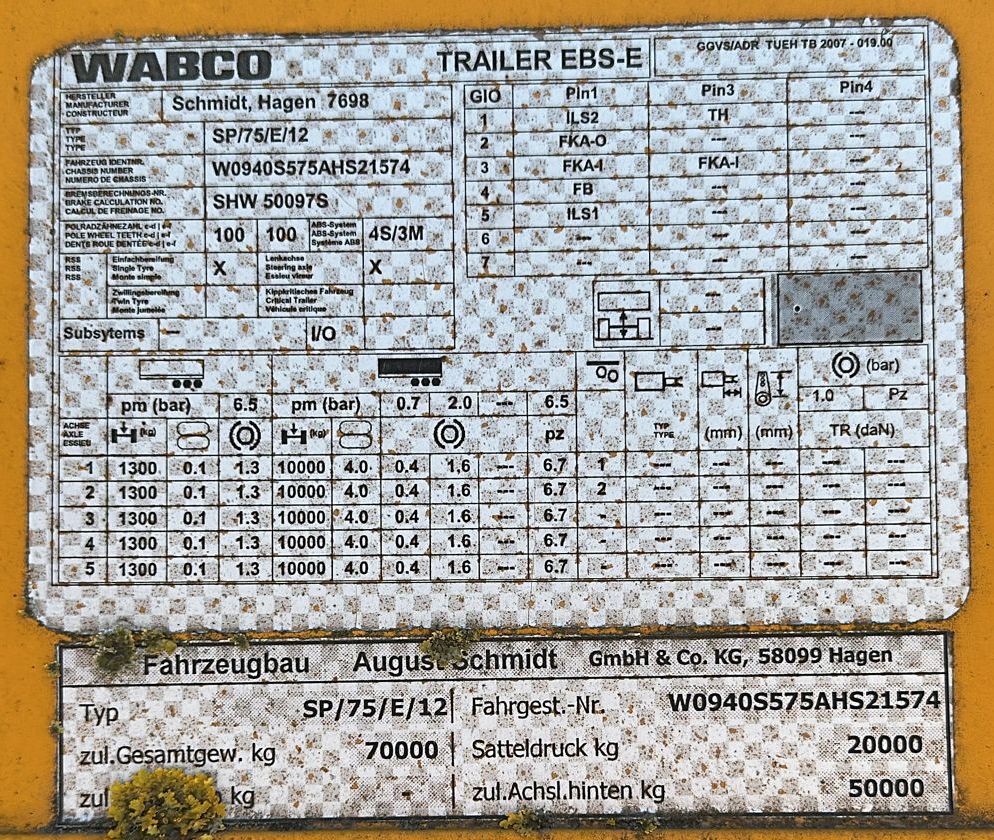 WABCO TRAILER EBS-E GGVS/ADR TUEH TB 2007 - 019.00
HERSTELLER
MANUFACTURER
CONSTRUCTEUR
Schmidt, Hagen 7698
TYP
TYPE
TYPE
SP/75/E/12
FAHRZEUG IDENTNR.
CHASSIS NUMBER
NUMERO DE CHASSIS
W0940S575AHS21574
BREMSBERECHNUNGS-NR.
BRAKE CALCULATION NO.
CALCUL DE FREINAGE NO.
SHW 50097S
POLRADZÄHNEZAHL c-d | e-f
POLE WHEEL TEETH c-d | e-f
DENTS ROUE DENTÉE c-d | e-f
100 100
ABS-System
ABS-System
Système ABS
4S/3M
RSS
RSS
RSS
Einfachbereifung
Single Tyre
Monte simple
X
Lenkachse
Steering axle
Essieu vireur
X
Zwillingsbereifung
Twin Tyre
Monte jumelée
Kippkritisches Fahrzeug
Critical Trailer
Véhicule critique
Subsytems --- I/O
GIO Pin1 Pin3 Pin4
1 ILS2 TH ---
2 FKA-O --- ---
3 FKA-I FKA-I ---
4 FB --- ---
5 ILS1 --- ---
6 --- --- ---
7 --- --- ---
---
---
(bar)
pm (bar) 6.5 pm (bar) 0.7 2.0 --- 6.5 1.0 Pz
ACHSE
AXLE
ESSIEU
(kg) (kg) pz
TYP
TYPE
(mm) (mm) TR (daN)
1 1300 0.1 1.3 10000 4.0 0.4 1.6 --- 6.7 1 --- --- --- --- ---
2 1300 0.1 1.3 10000 4.0 0.4 1.6 --- 6.7 2 --- --- --- --- ---
3 1300 0.1 1.3 10000 4.0 0.4 1.6 --- 6.7 - --- --- --- --- ---
4 1300 0.1 1.3 10000 4.0 0.4 1.6 --- 6.7 - --- --- --- --- ---
5 1300 0.1 1.3 10000 4.0 0.4 1.6 --- 6.7 - --- --- --- --- ---
Fahrzeugbau August Schmidt GmbH & Co. KG, 58099 Hagen
Typ SP/75/E/12 Fahrgest.-Nr. W0940S575AHS21574
zul.Gesamtgew. kg 70000 Satteldruck kg 20000
zul kg - zul.Achsl.hinten kg 50000